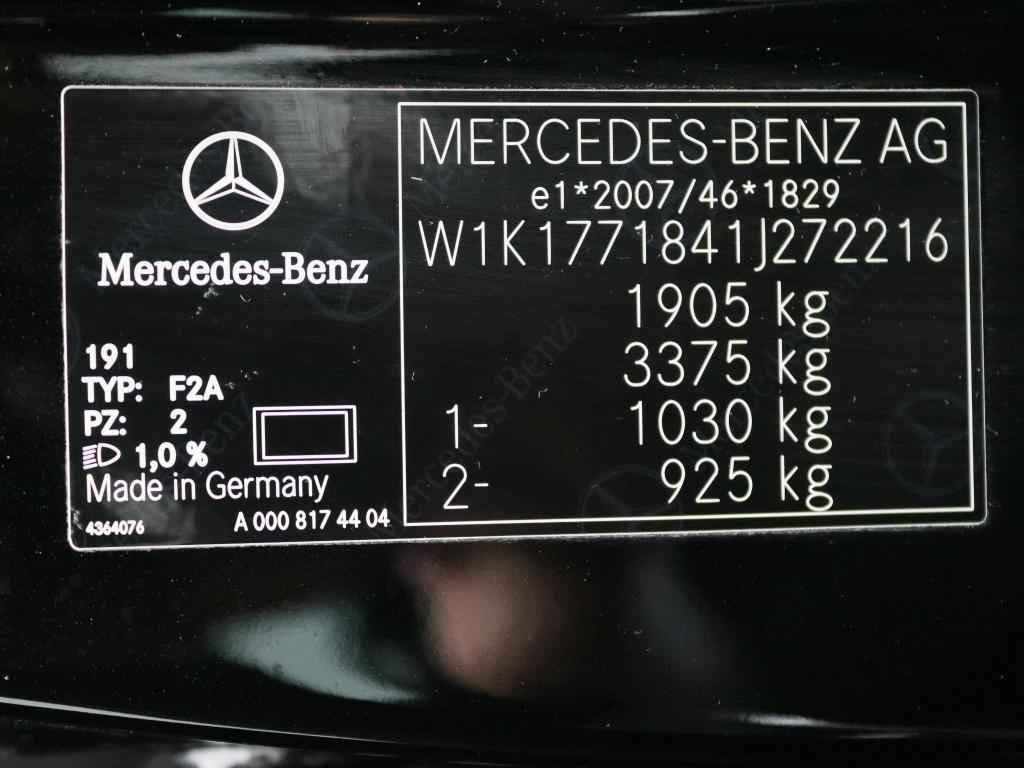 Mercedes-Benz
191
TYP: F2A
PZ: 2
1,0 %
Made in Germany
4364076 A 000 817 44 04
MERCEDES-BENZ AG
e1*2007/46*1829
W1K1771841J272216
1905 kg
3375 kg
1- 1030 kg
2- 925 kg